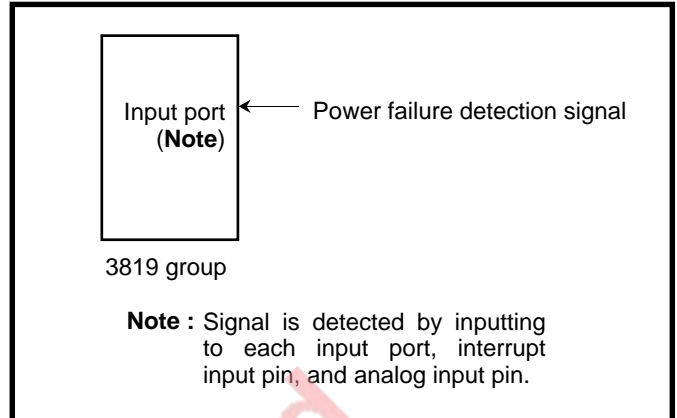 Input port
(Note)
Power failure detection signal
3819 group
Note : Signal is detected by inputting
to each input port, interrupt
input pin, and analog input pin.